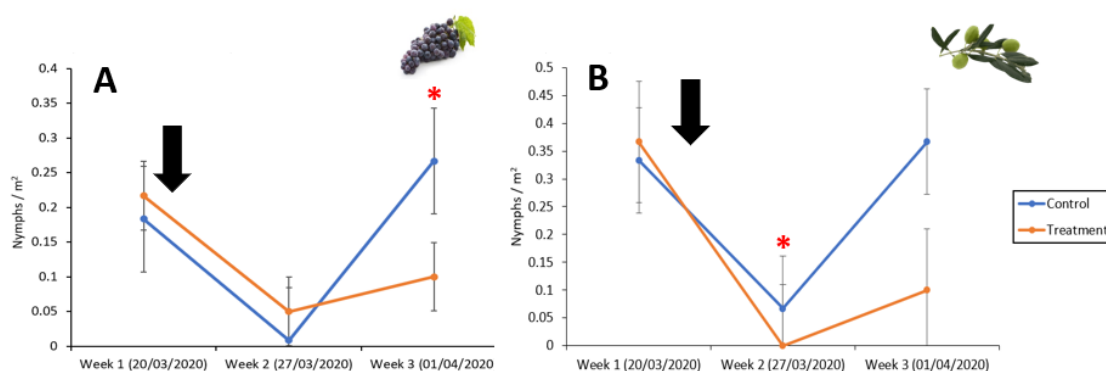 A
*
0.4
0.35
0.3
0.25
0.2
0.15
0.1
0.05
0
Nymphs / m²
Week 1 (20/03/2020)
Week 2 (27/03/2020)
Week 3 (01/04/2020
B
*
0.5
0.45
0.4
0.35
0.3
0.25
0.2
0.15
0.1
0.05
0
Nymphs / m²
Week 1 (20/03/2020)
Week 2 (27/03/2020)
Week 3 (01/04/2020)
Control
Treatment